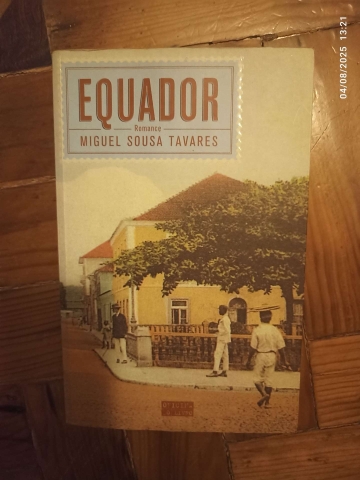 04/08/2025 13:21
EQUADOR
Romance
MIGUEL SOUSA TAVARES